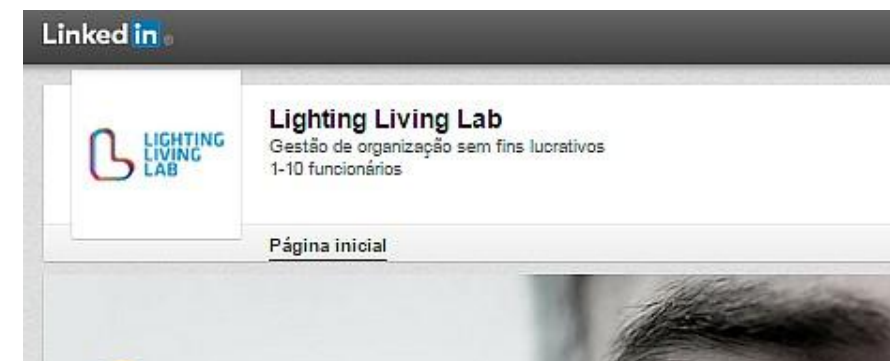 Linked in
LIGHTING
LIVING
LAB
Lighting Living Lab
Gestão de organização sem fins lucrativos
1-10 funcionários
Página inicial